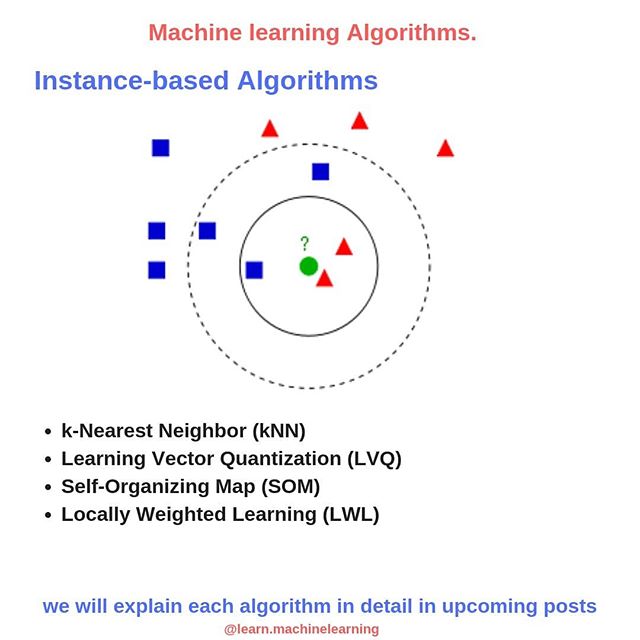 Machine learning Algorithms.
Instance-based Algorithms
?
• k-Nearest Neighbor (kNN)
• Learning Vector Quantization (LVQ)
• Self-Organizing Map (SOM)
• Locally Weighted Learning (LWL)
we will explain each algorithm in detail in upcoming posts
@learn.machinelearning